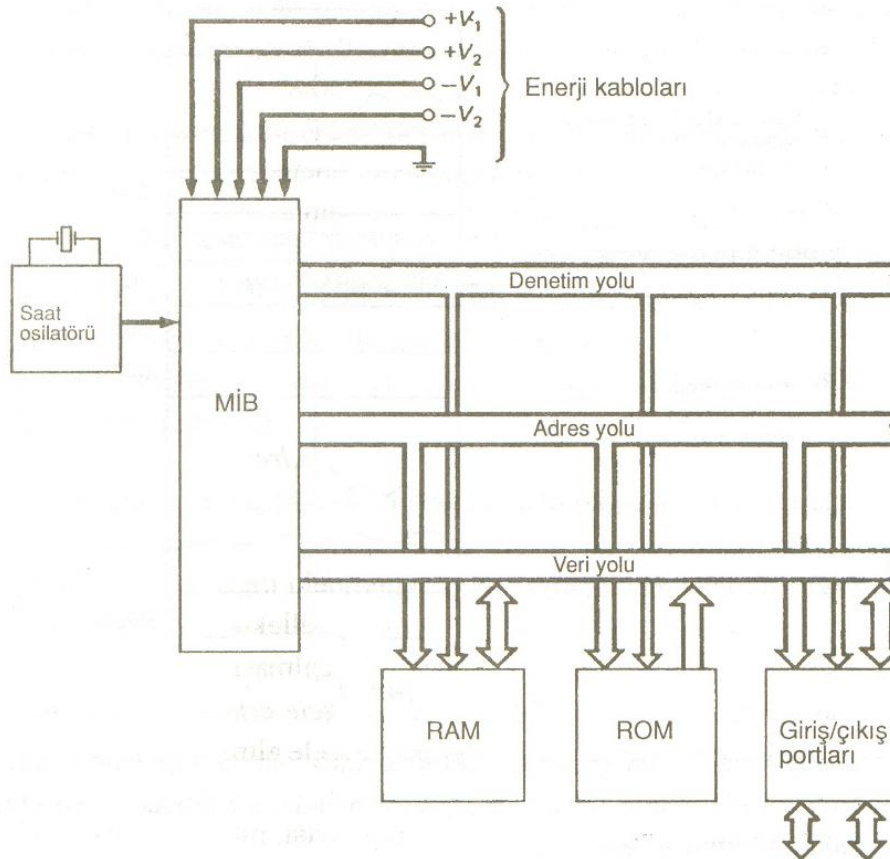 +V₁
+V₂
−V₁
−V₂
Enerji kabloları
Saat
osilatörü
MİB
Denetim yolu
Adres yolu
Veri yolu
RAM
ROM
Giriş/çıkış
portları